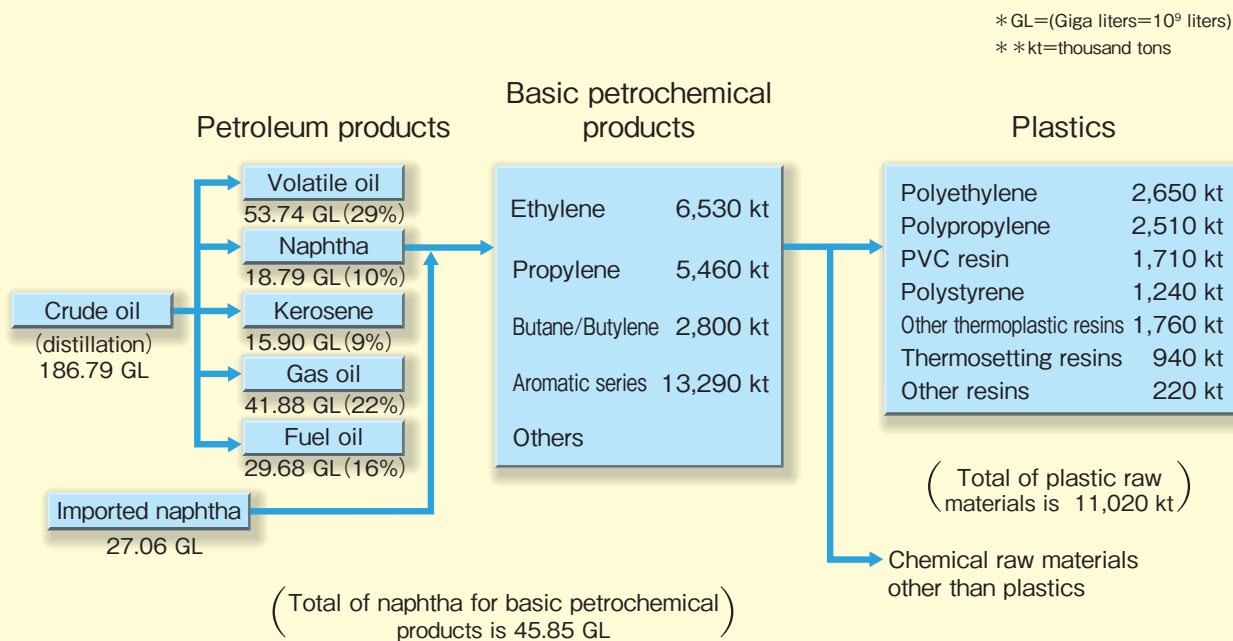 *GL=(Giga liters=10⁹ liters)
**kt=thousand tons
Petroleum products
Basic petrochemical
products
Plastics
Crude oil
(distillation)
186.79 GL
Volatile oil
53.74 GL(29%)
Naphtha
18.79 GL(10%)
Kerosene
15.90 GL(9%)
Gas oil
41.88 GL(22%)
Fuel oil
29.68 GL(16%)
Imported naphtha
27.06 GL
(Total of naphtha for basic petrochemical
products is 45.85 GL)
Ethylene 6,530 kt
Propylene 5,460 kt
Butane/Butylene 2,800 kt
Aromatic series 13,290 kt
Others
Polyethylene 2,650 kt
Polypropylene 2,510 kt
PVC resin 1,710 kt
Polystyrene 1,240 kt
Other thermoplastic resins 1,760 kt
Thermosetting resins 940 kt
Other resins 220 kt
(Total of plastic raw
materials is 11,020 kt)
Chemical raw materials
other than plastics